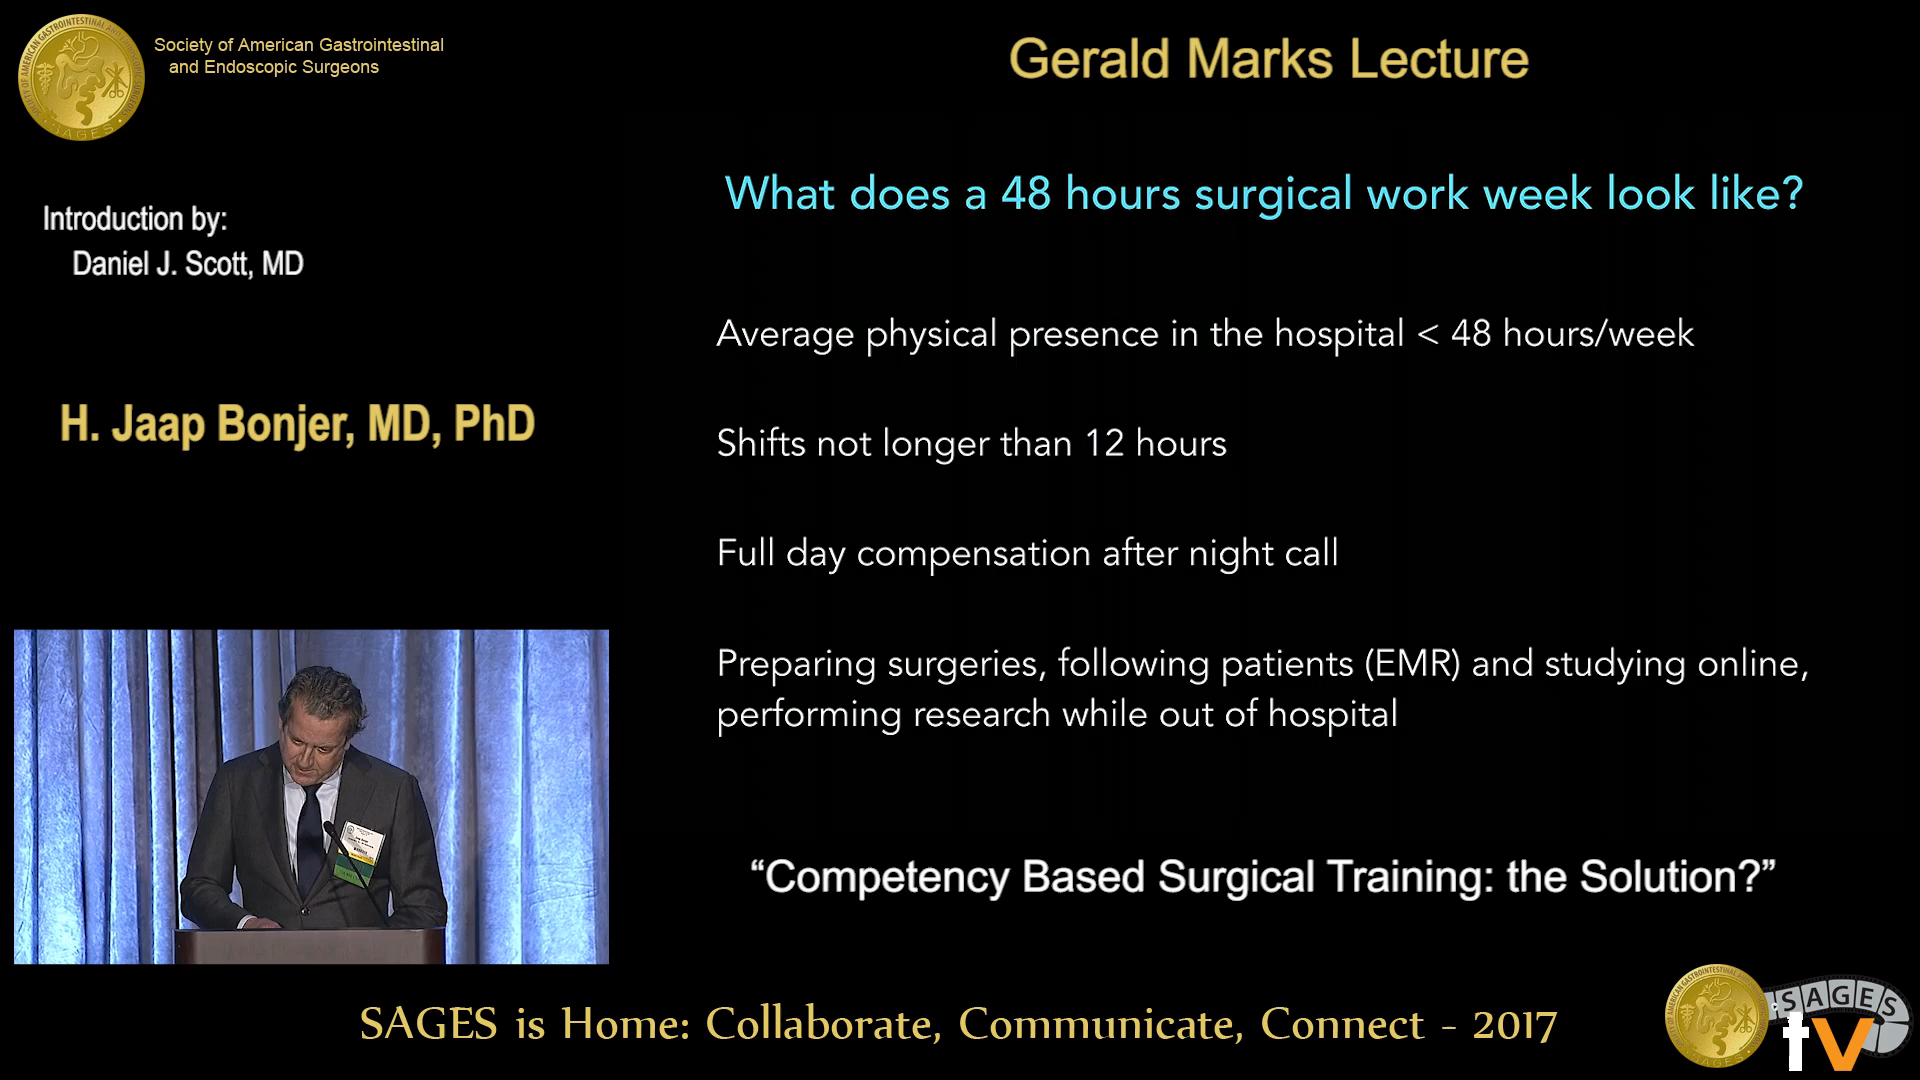 Society of American Gastrointestinal
and Endoscopic Surgeons
Gerald Marks Lecture
Introduction by:
Daniel J. Scott, MD
H. Jaap Bonjer, MD, PhD
What does a 48 hours surgical work week look like?
Average physical presence in the hospital < 48 hours/week
Shifts not longer than 12 hours
Full day compensation after night call
Preparing surgeries, following patients (EMR) and studying online,
performing research while out of hospital
“Competency Based Surgical Training: the Solution?”
SAGES is Home: Collaborate, Communicate, Connect - 2017
SAGES
tv